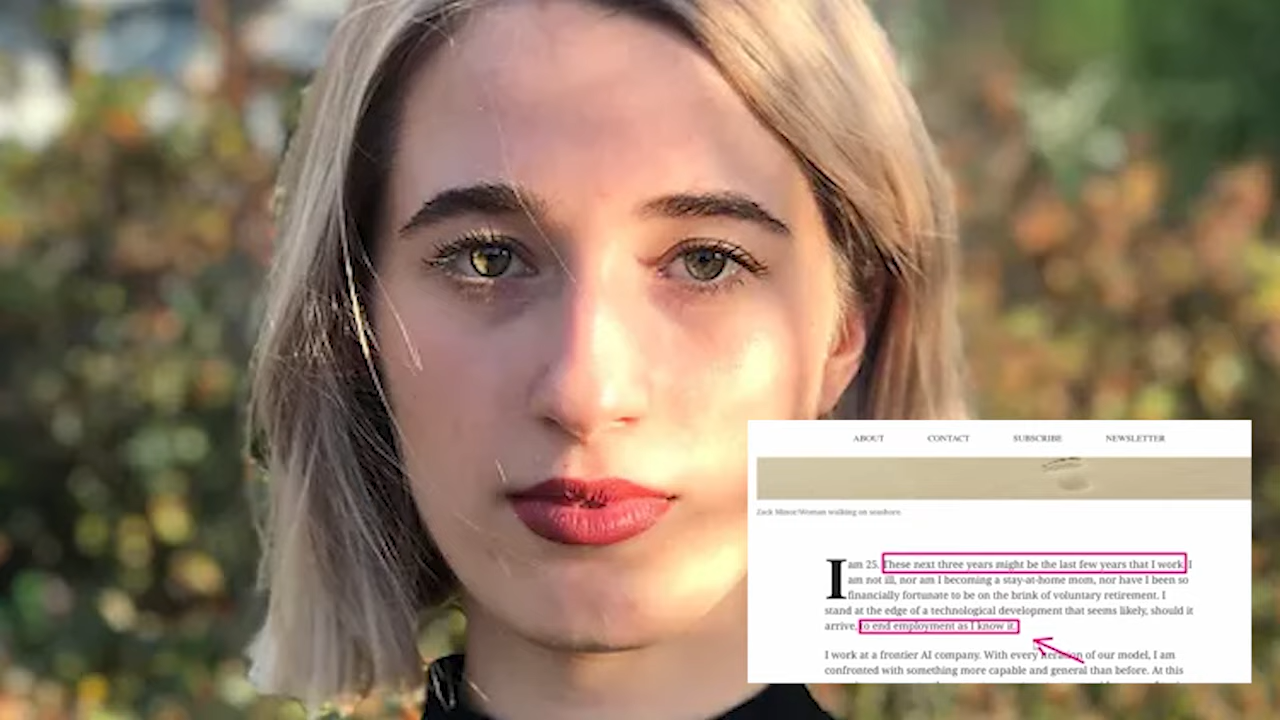 ABOUT CONTACT SUBSCRIBE NEWSLETTER
Zack Minor/Woman walking on seashore.
I am 25. These next three years might be the last few years that I work. I
am not ill, nor am I becoming a stay-at-home mom, nor have I been so
financially fortunate to be on the brink of voluntary retirement. I
stand at the edge of a technological development that seems likely, should it
arrive, to end employment as I know it.
I work at a frontier AI company. With every iteration of our model, I am
confronted with something more capable and general than before. At this